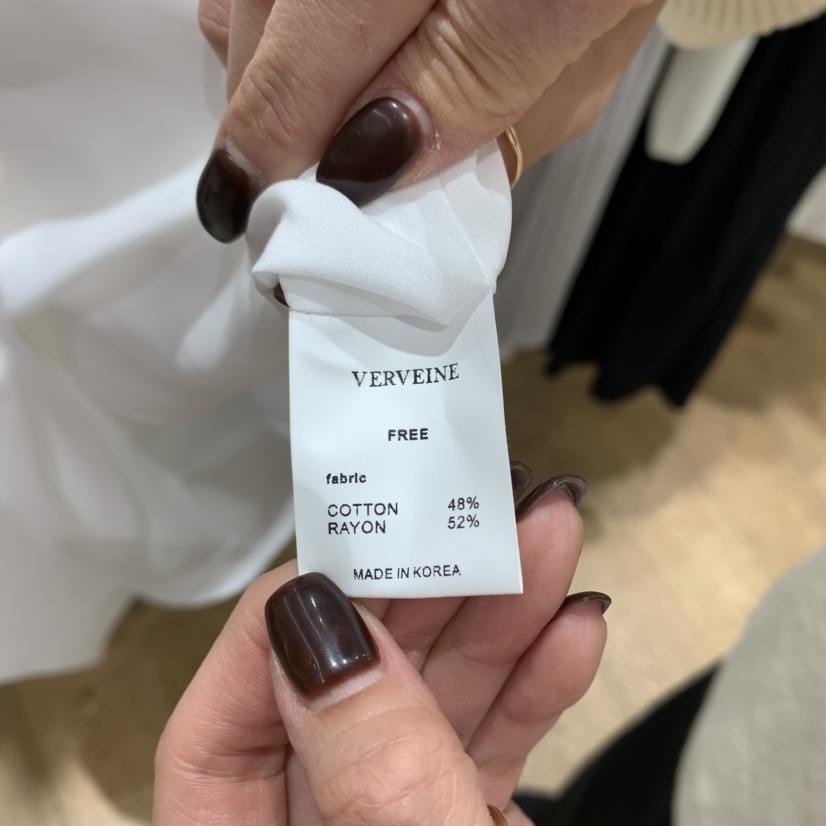 VERVEINE
FREE
fabric
COTTON 48%
RAYON 52%
MADE IN KOREA